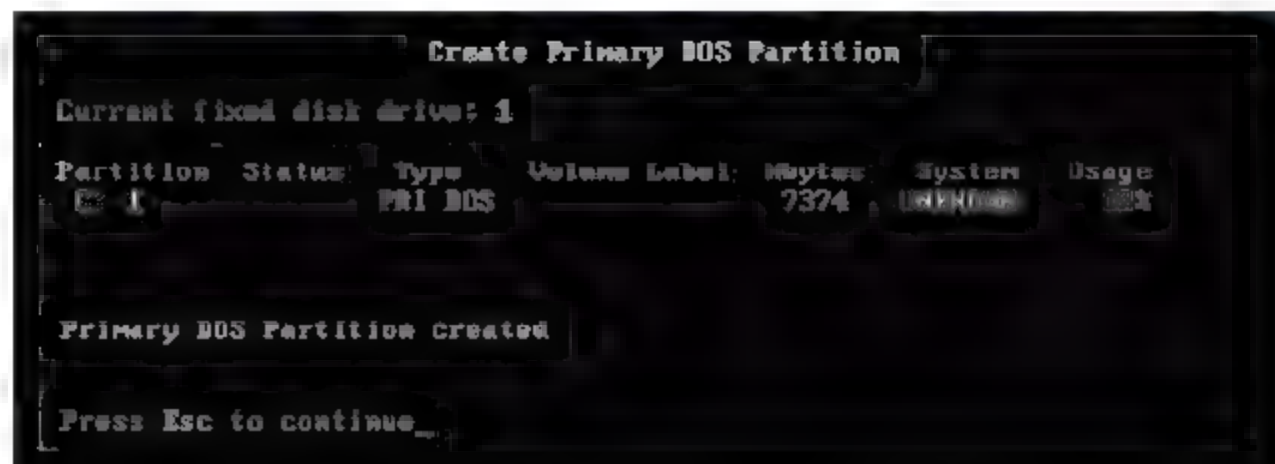 Create Primary DOS Partition
Current fixed disk drive: 1
Partition Status Type Volume Label Mbytes System Usage
1 PRI DOS 7374 UNKNOWN
Primary DOS Partition created
Press Esc to continue_